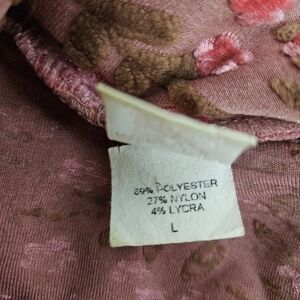 69% POLYESTER
27% NYLON
4% LYCRA
L